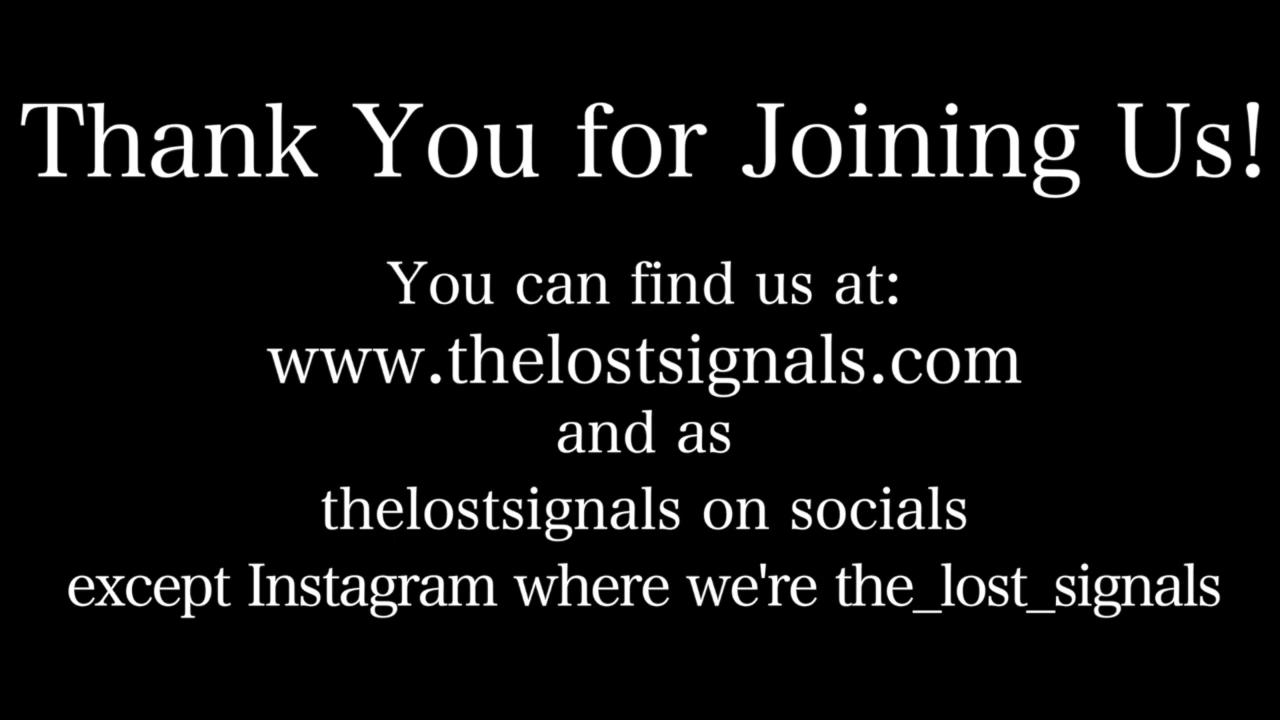 Thank You for Joining Us!
You can find us at:
www.thelostsignals.com
and as
thelostsignals on socials
except Instagram where we're the_lost_signals